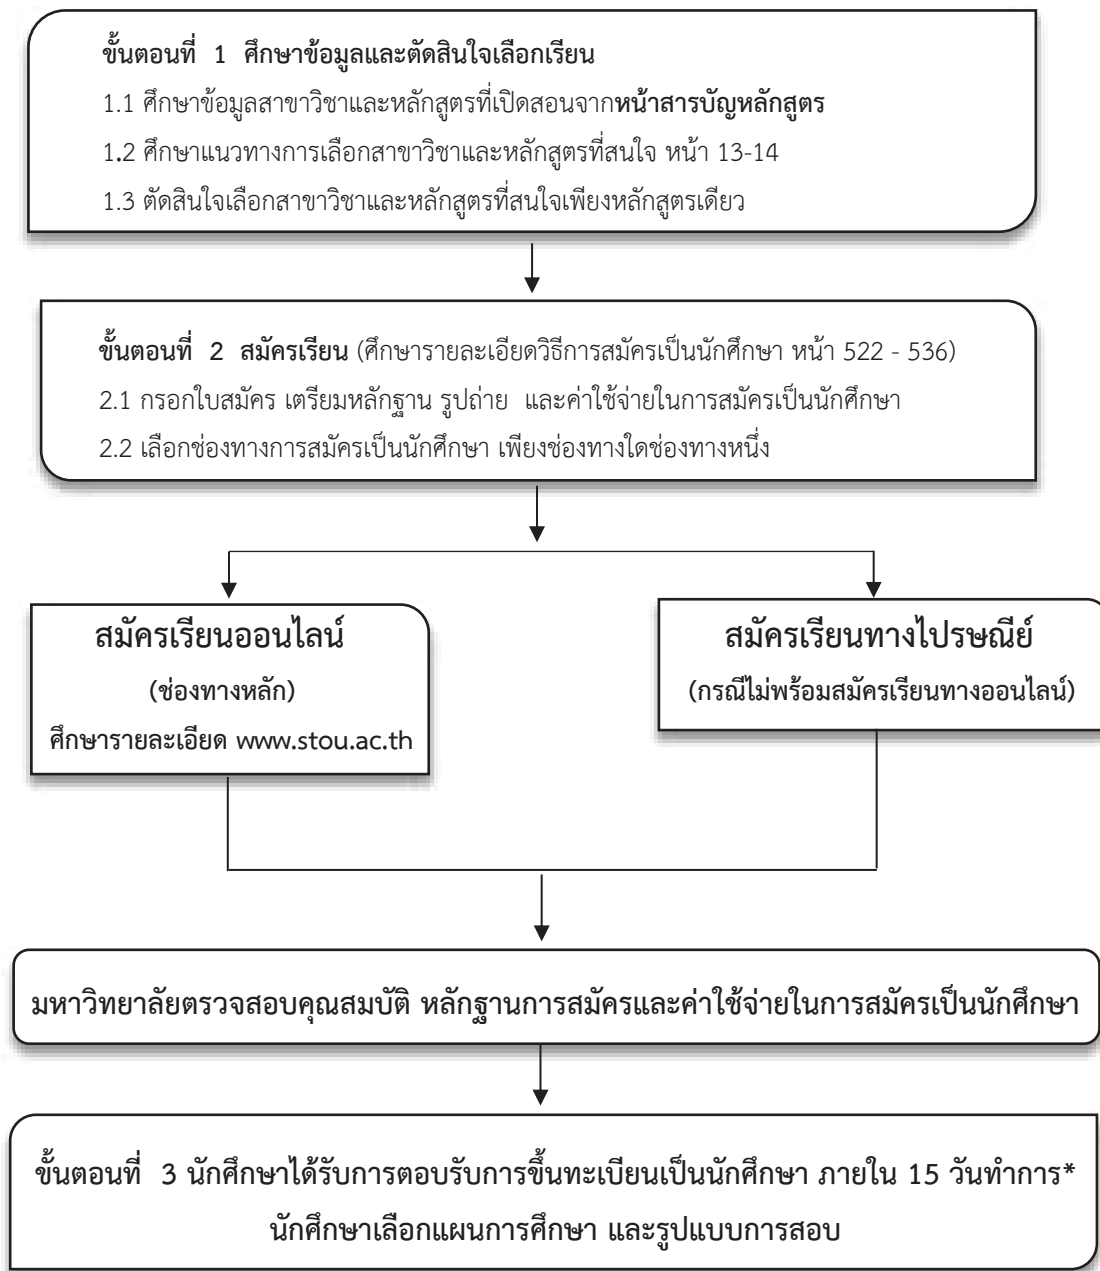 ขั้นตอนที่ 1 ศึกษาข้อมูลและตัดสินใจเลือกเรียน
1.1 ศึกษาข้อมูลสาขาวิชาและหลักสูตรที่เปิดสอนจากหน้าสารบัญหลักสูตร
1.2 ศึกษาแนวทางการเลือกสาขาวิชาและหลักสูตรที่สนใจ หน้า 13-14
1.3 ตัดสินใจเลือกสาขาวิชาและหลักสูตรที่สนใจเพียงหลักสูตรเดียว
ขั้นตอนที่ 2 สมัครเรียน (ศึกษารายละเอียดวิธีการสมัครเป็นนักศึกษา หน้า 522 - 536)
2.1 กรอกใบสมัคร เตรียมหลักฐาน รูปถ่าย และค่าใช้จ่ายในการสมัครเป็นนักศึกษา
2.2 เลือกช่องทางการสมัครเป็นนักศึกษา เพียงช่องทางใดช่องทางหนึ่ง
สมัครเรียนออนไลน์
(ช่องทางหลัก)
ศึกษารายละเอียด www.stou.ac.th
สมัครเรียนทางไปรษณีย์
(กรณีไม่พร้อมสมัครเรียนทางออนไลน์)
มหาวิทยาลัยตรวจสอบคุณสมบัติ หลักฐานการสมัครและค่าใช้จ่ายในการสมัครเป็นนักศึกษา
ขั้นตอนที่ 3 นักศึกษาได้รับการตอบรับการขึ้นทะเบียนเป็นนักศึกษา ภายใน 15 วันทำการ*
นักศึกษาเลือกแผนการศึกษา และรูปแบบการสอบ